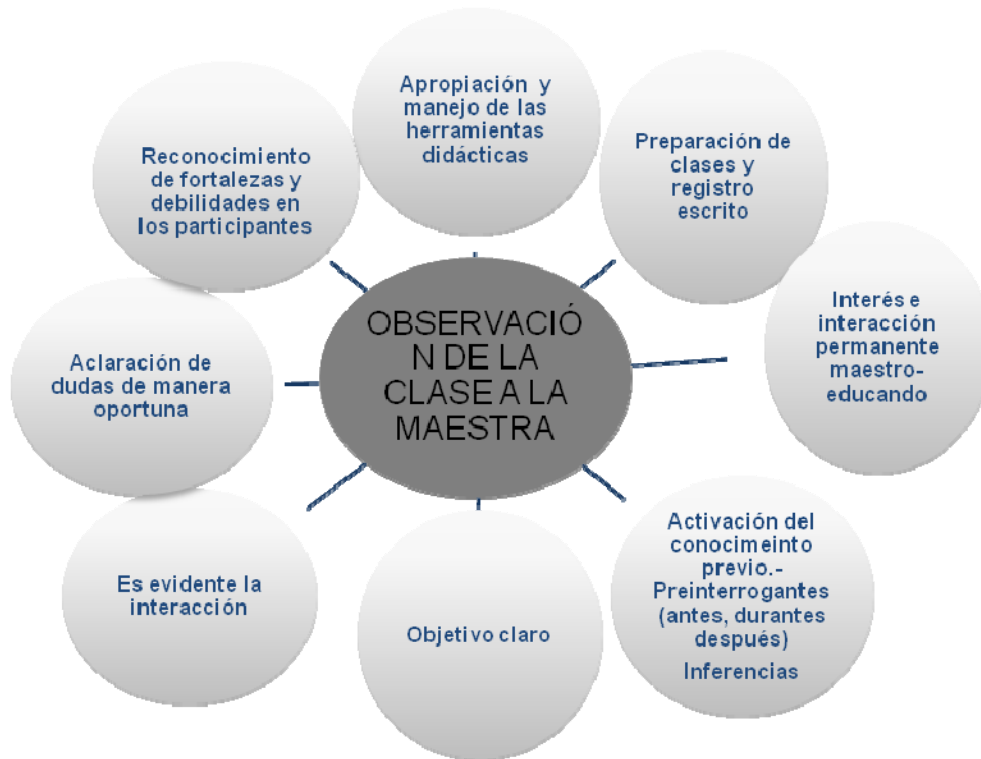 Apropiación y
manejo de las
herramientas
didácticas
Preparación de
clases y
registro
escrito
Interés e
interacción
permanente
maestro-
educando
Activación del
conocimeinto
previo.-
Preinterrogantes
(antes, durantes
después)
Inferencias
Objetivo claro
Es evidente la
interacción
Aclaración de
dudas de manera
oportuna
Reconocimiento
de fortalezas y
debilidades en
los participantes
OBSERVACIÓ
N DE LA
CLASE A LA
MAESTRA